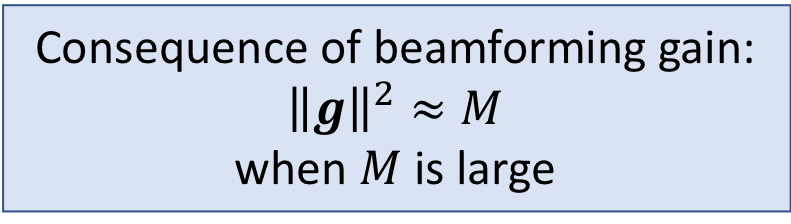 Consequence of beamforming gain:
‖𝒈‖² ≈ 𝑀
when 𝑀 is large